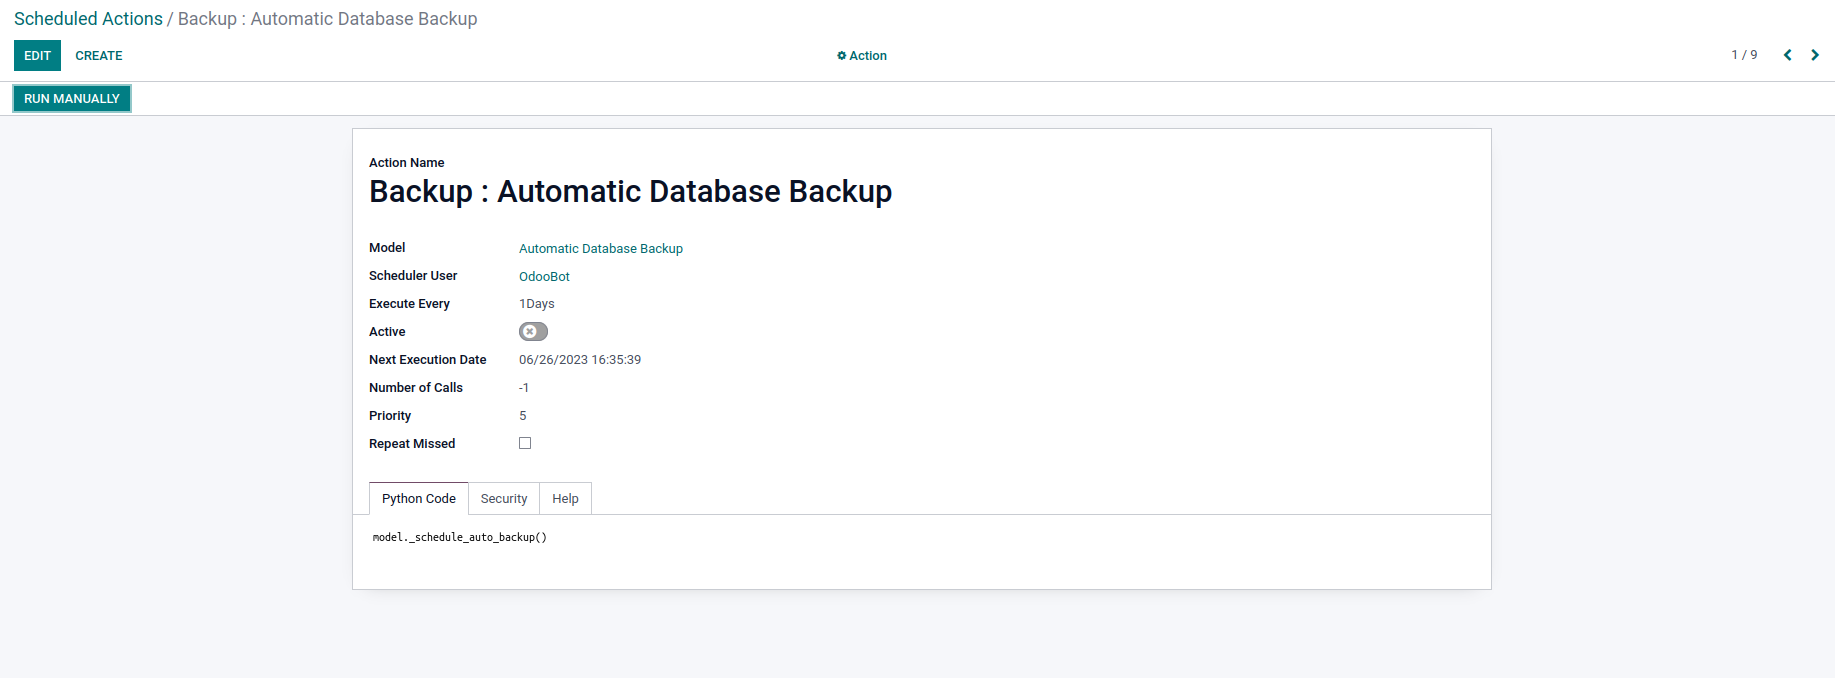 Scheduled Actions / Backup : Automatic Database Backup
EDIT CREATE Action 1 / 9
RUN MANUALLY
Action Name
Backup : Automatic Database Backup
Model Automatic Database Backup
Scheduler User OdooBot
Execute Every 1Days
Active
Next Execution Date 06/26/2023 16:35:39
Number of Calls -1
Priority 5
Repeat Missed
Python Code Security Help
model._schedule_auto_backup()